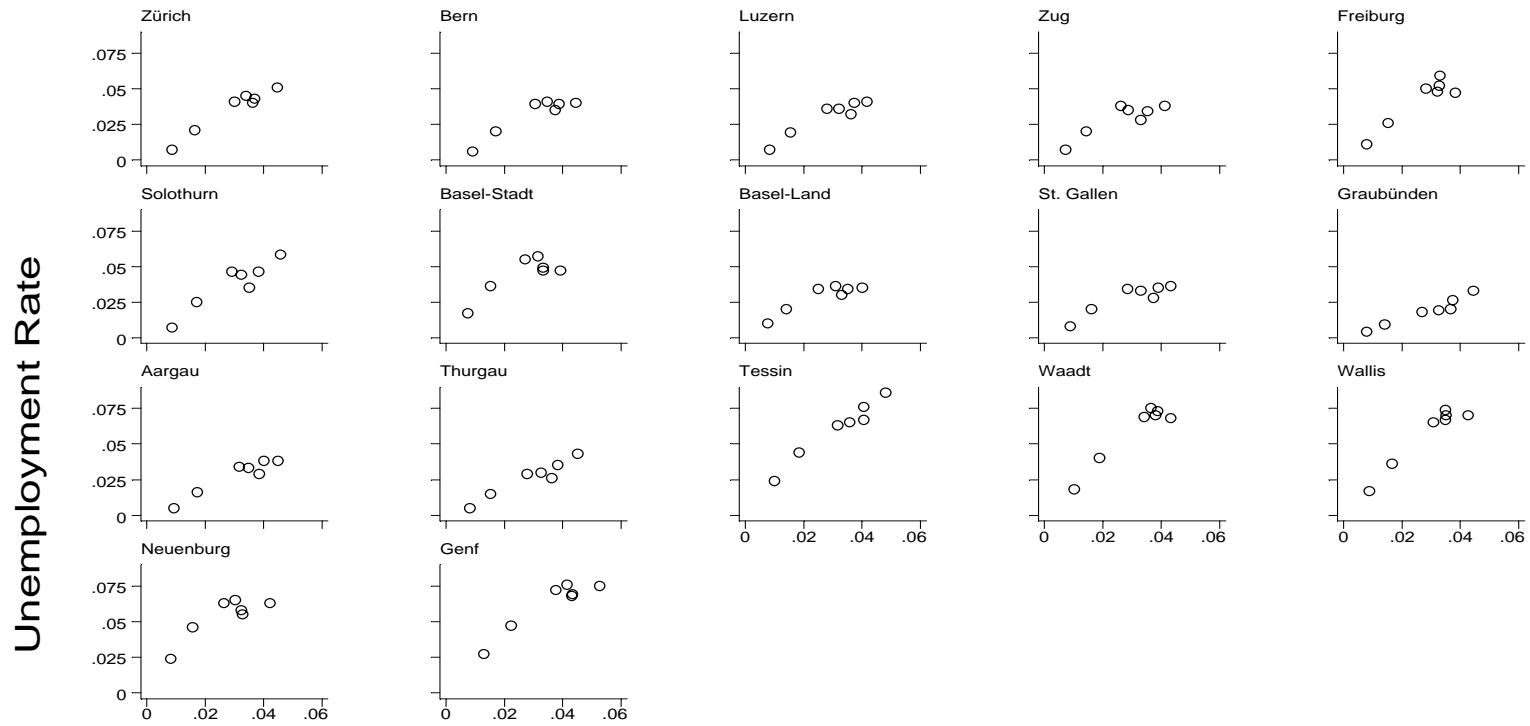 Unemployment Rate
Zürich Bern Luzern Zug Freiburg
.075
.05
.025
0
Solothurn Basel-Stadt Basel-Land St. Gallen Graubünden
.075
.05
.025
0
Aargau Thurgau Tessin Waadt Wallis
.075
.05
.025
0
0 .02 .04 .06 0 .02 .04 .06 0 .02 .04 .06
Neuenburg Genf
.075
.05
.025
0
0 .02 .04 .06 0 .02 .04 .06